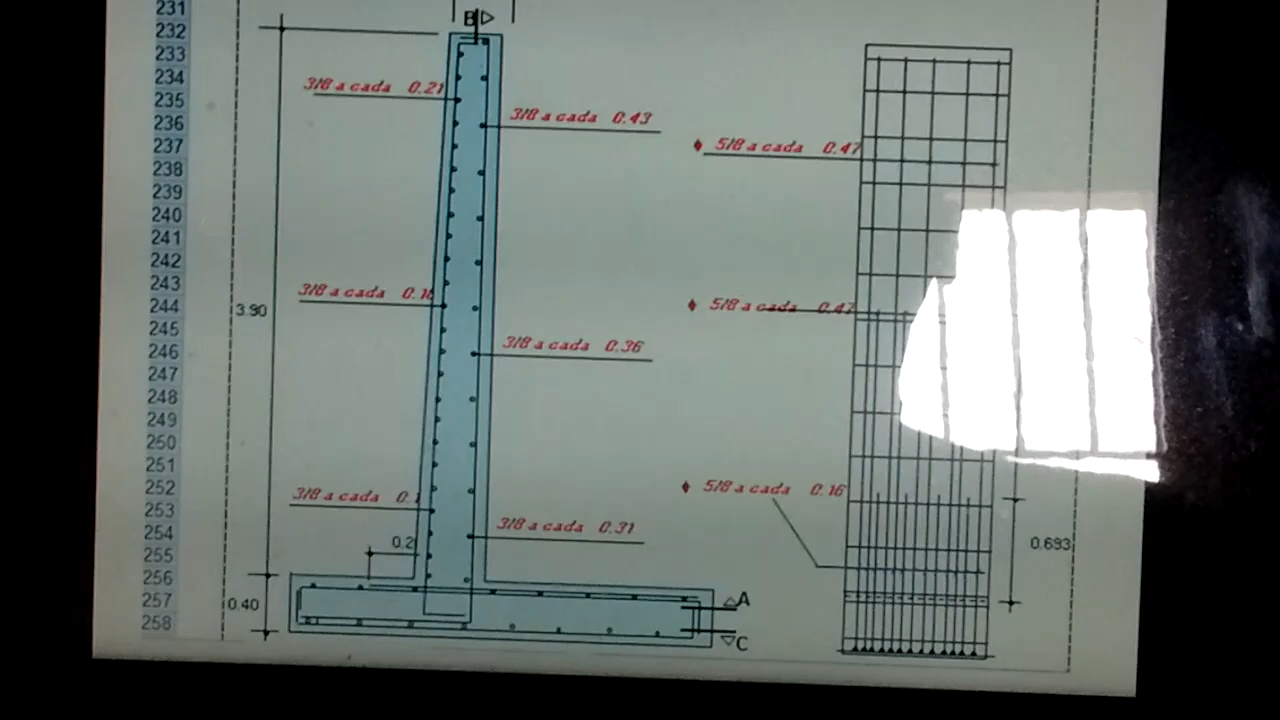 231
232
233
234
235
236
237
238
239
240
241
242
243
244
245
246
247
248
249
250
251
252
253
254
255
256
257
258
B
3/8 a cada 0.21
3/8 a cada 0.43
5/8 a cada 0.47
3/8 a cada
3.90
5/8 a cada 0.47
3/8 a cada 0.36
3/8 a cada
5/8 a cada 0.16
3/8 a cada 0.31
0.2
0.693
0.40
A
C